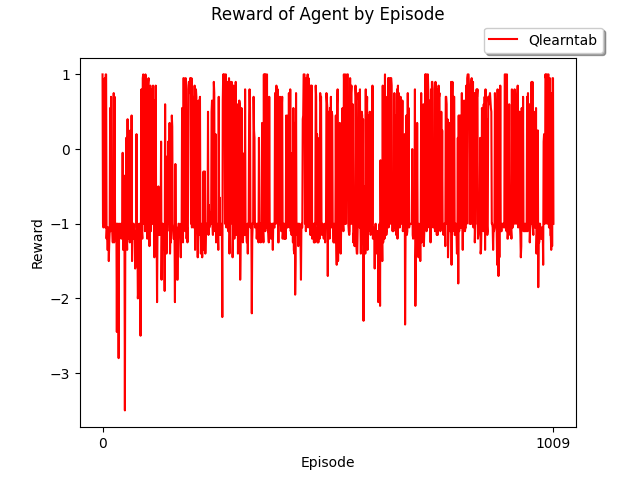 Reward of Agent by Episode
Qlearntab
1
0
−1
−2
−3
Reward
0
1009
Episode